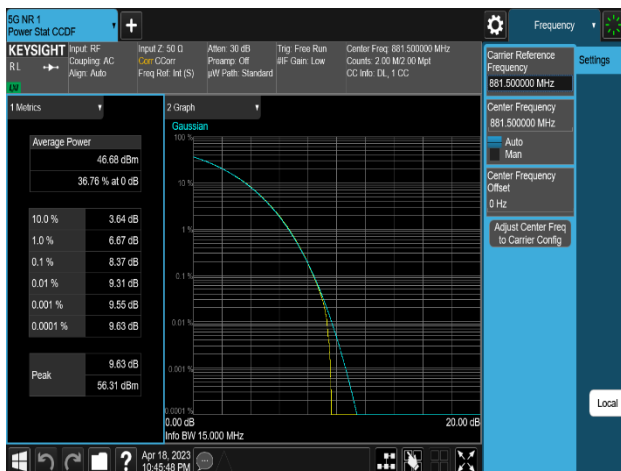 5G NR 1
Power Stat CCDF
Frequency
KEYSIGHT
Input: RF
Coupling: AC
Align: Auto
Input Z: 50 Ω
Corr CCorr
Freq Ref: Int (S)
Atten: 30 dB
Preamp: Off
µW Path: Standard
Trig: Free Run
#IF Gain: Low
Center Freq: 881.500000 MHz
Counts: 2.00 M/2.00 Mpt
CC Info: DL, 1 CC
R L
Carrier Reference
Frequency
881.500000 MHz
Settings
Center Frequency
881.500000 MHz
Auto
Man
Center Frequency
Offset
0 Hz
Adjust Center Freq
to Carrier Config
Local
1 Metrics
Average Power
46.68 dBm
36.76 % at 0 dB
10.0 % 3.64 dB
1.0 % 6.67 dB
0.1 % 8.37 dB
0.01 % 9.31 dB
0.001 % 9.55 dB
0.0001 % 9.63 dB
Peak
9.63 dB
56.31 dBm
2 Graph
Gaussian
100 %
10 %
1 %
0.1 %
0.01 %
0.001 %
0.0001 %
0.00 dB
20.00 dB
Info BW 15.000 MHz
?
Apr 18, 2023
10:45:48 PM